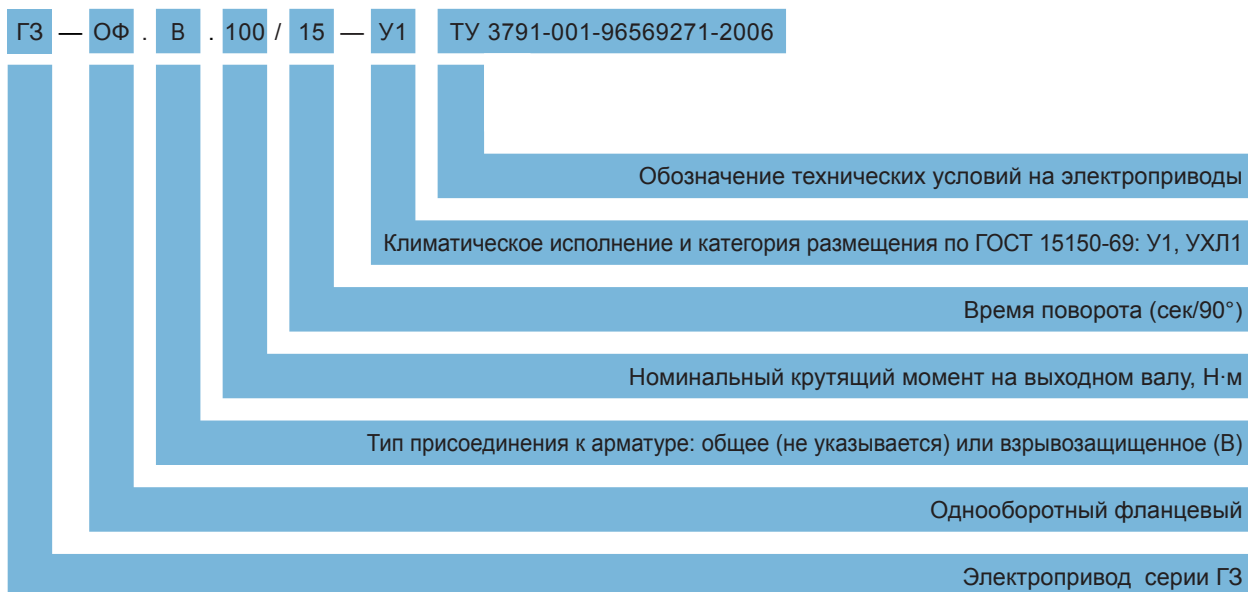 ГЗ — ОФ . В . 100 / 15 — У1 ТУ 3791-001-96569271-2006
Обозначение технических условий на электроприводы
Климатическое исполнение и категория размещения по ГОСТ 15150-69: У1, УХЛ1
Время поворота (сек/90°)
Номинальный крутящий момент на выходном валу, Н·м
Тип присоединения к арматуре: общее (не указывается) или взрывозащищенное (В)
Однооборотный фланцевый
Электропривод серии ГЗ